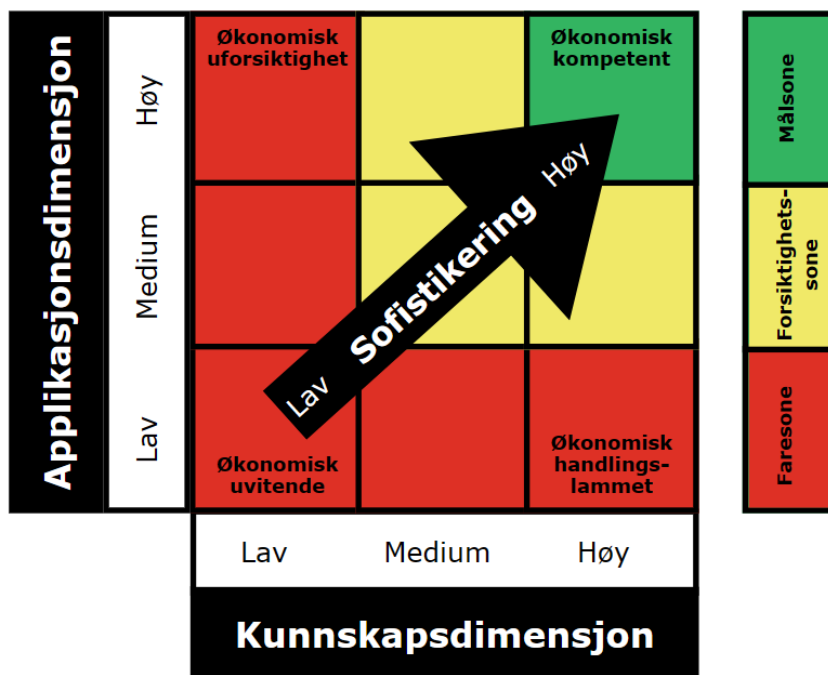 Applikasjonsdimensjon
Høy
Medium
Lav
Økonomisk
uforsiktighet
Økonomisk
kompetent
Lav Sofistikering Høy
Økonomisk
uvitende
Økonomisk
handlings-
lammet
Lav Medium Høy
Kunnskapsdimensjon
Målsone
Forsiktighets-
sone
Faresone